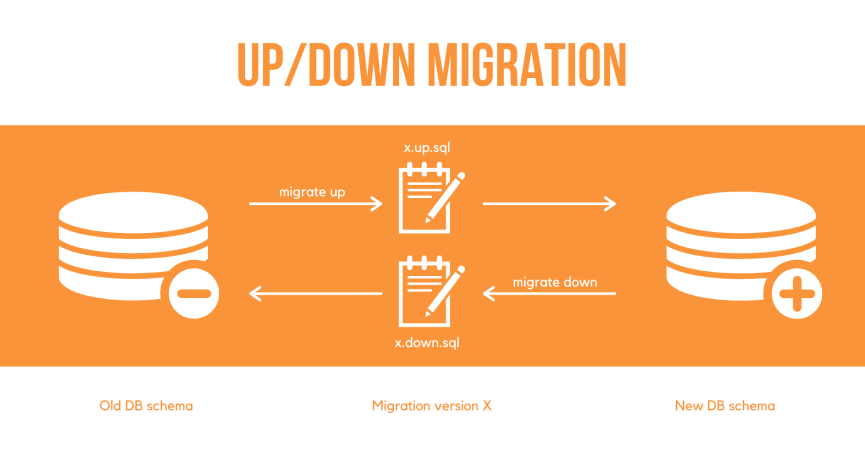 UP/DOWN MIGRATION
x.up.sql
migrate up
migrate down
x.down.sql
Old DB schema
Migration version X
New DB schema